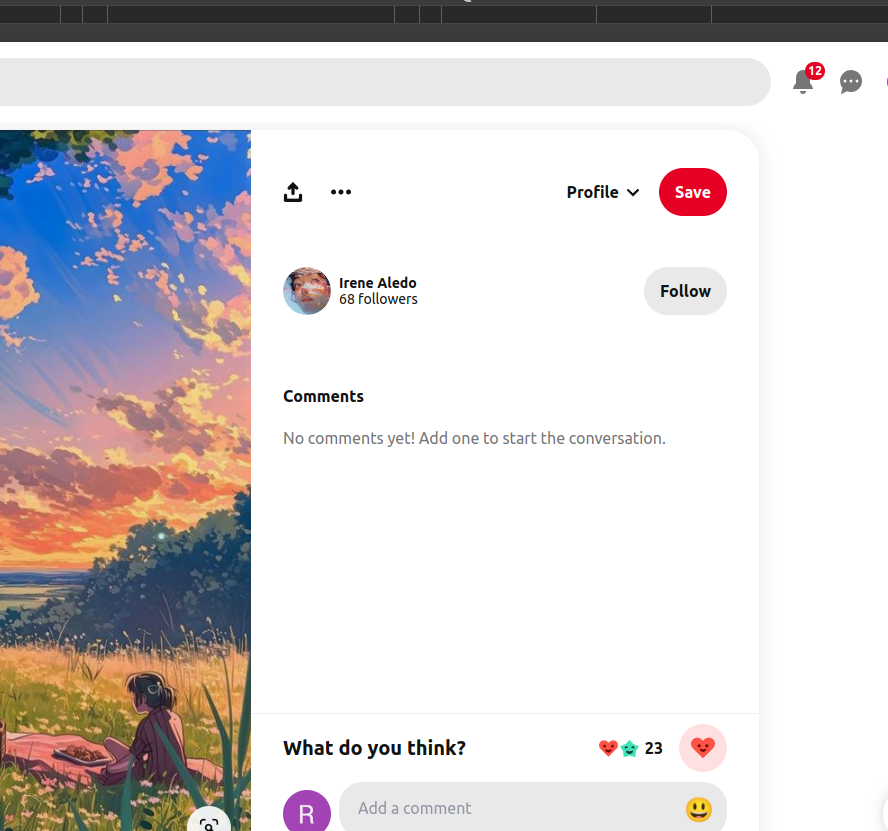 12
Profile
Save
Irene Aledo
68 followers
Follow
Comments
No comments yet! Add one to start the conversation.
What do you think?
23
R
Add a comment